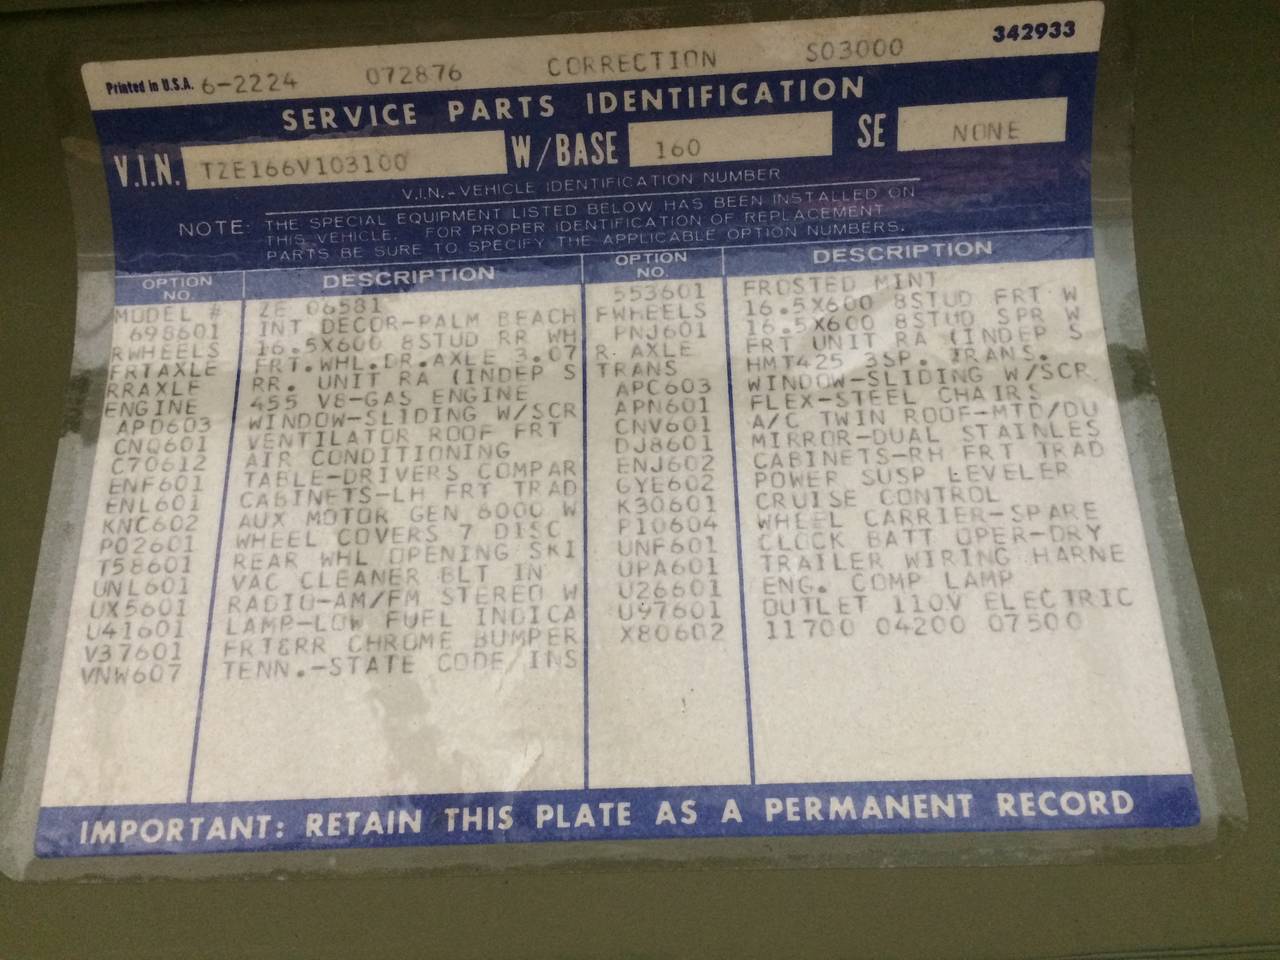 342933
Printed in U.S.A. 6-2224 072876 CORRECTION S03000
SERVICE PARTS IDENTIFICATION
V.I.N. TZE166V103100 W/BASE 160 SE NONE
V.I.N.-VEHICLE IDENTIFICATION NUMBER
NOTE: THE SPECIAL EQUIPMENT LISTED BELOW HAS BEEN INSTALLED ON
THIS VEHICLE. FOR PROPER IDENTIFICATION OF REPLACEMENT
PARTS BE SURE TO SPECIFY THE APPLICABLE OPTION NUMBERS.
OPTION NO. DESCRIPTION
MODEL # ZE 06581
698601 INT DECOR-PALM BEACH
RWHEELS 16.5X600 8STUD RR WH
FRTAXLE FRT.WHL.DR.AXLE 3.07
RRAXLE RR. UNIT RA (INDEP S
ENGINE 455 V8-GAS ENGINE
APD603 WINDOW-SLIDING W/SCR
CNQ601 VENTILATOR ROOF FRT
C70612 AIR CONDITIONING
ENF601 TABLE-DRIVERS COMPAR
ENL601 CABINETS-LH FRT TRAD
KNC602 AUX MOTOR GEN 6000 W
P02601 WHEEL COVERS 7 DISC
T58601 REAR WHL OPENING SKI
UNL601 VAC CLEANER BLT IN
UX5601 RADIO-AM/FM STEREO W
U41601 LAMP-LOW FUEL INDICA
V37601 FRT&RR CHROME BUMPER
VNW607 TENN.-STATE CODE INS
OPTION NO. DESCRIPTION
553601 FROSTED MINT
FWHEELS 16.5X600 8STUD FRT W
PNJ601 16.5X600 8STUD SPR W
R. AXLE FRT UNIT RA (INDEP S
TRANS HMT425 3SP. TRANS.
APC603 WINDOW-SLIDING W/SCR
APN601 FLEX-STEEL CHAIRS
CNV601 A/C TWIN ROOF-MTD/DU
DJ8601 MIRROR-DUAL STAINLES
ENJ602 CABINETS-RH FRT TRAD
GYE602 POWER SUSP LEVELER
K30601 CRUISE CONTROL
P10604 WHEEL CARRIER-SPARE
UNF601 CLOCK BATT OPER-DRY
UPA601 TRAILER WIRING HARNE
U26601 ENG. COMP LAMP
U97601 OUTLET 110V ELECTRIC
X80602 11700 04200 07500
IMPORTANT: RETAIN THIS PLATE AS A PERMANENT RECORD